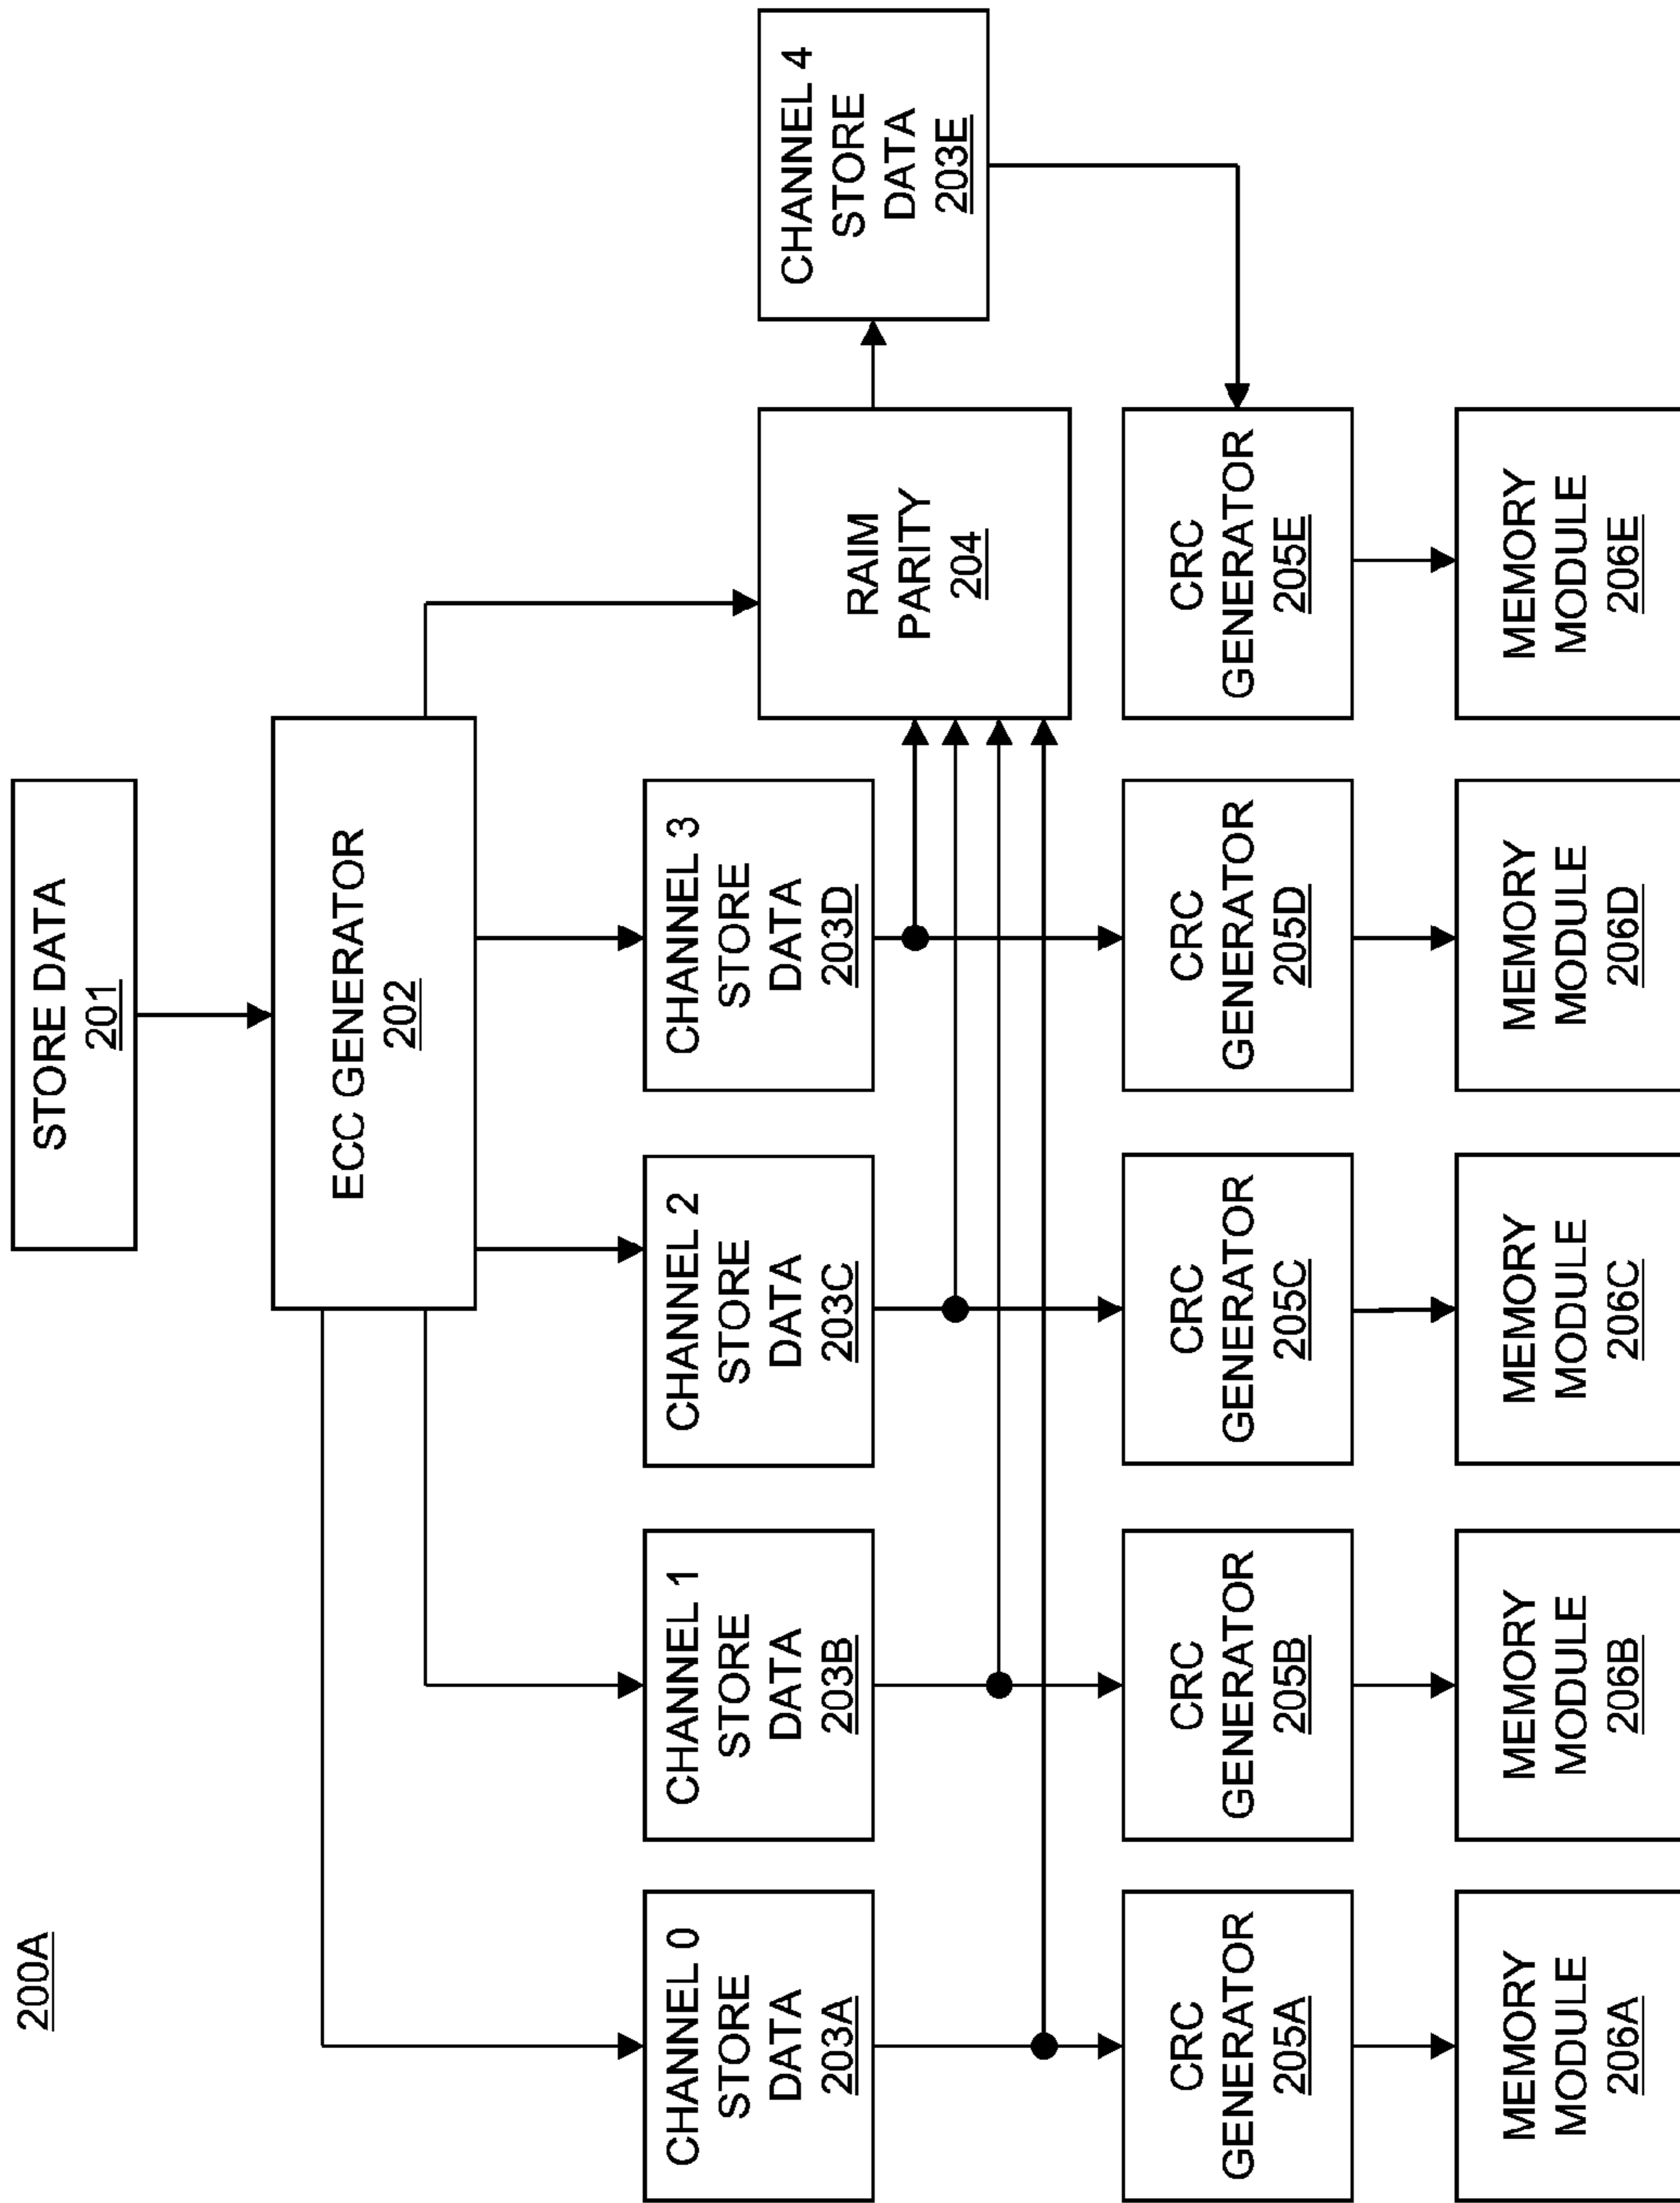 200A
STORE DATA
201
ECC GENERATOR
202
CHANNEL 0
STORE
DATA
203A
CHANNEL 1
STORE
DATA
203B
CHANNEL 2
STORE
DATA
203C
CHANNEL 3
STORE
DATA
203D
RAIM
PARITY
204
CHANNEL 4
STORE
DATA
203E
CRC
GENERATOR
205A
CRC
GENERATOR
205B
CRC
GENERATOR
205C
CRC
GENERATOR
205D
CRC
GENERATOR
205E
MEMORY
MODULE
206A
MEMORY
MODULE
206B
MEMORY
MODULE
206C
MEMORY
MODULE
206D
MEMORY
MODULE
206E